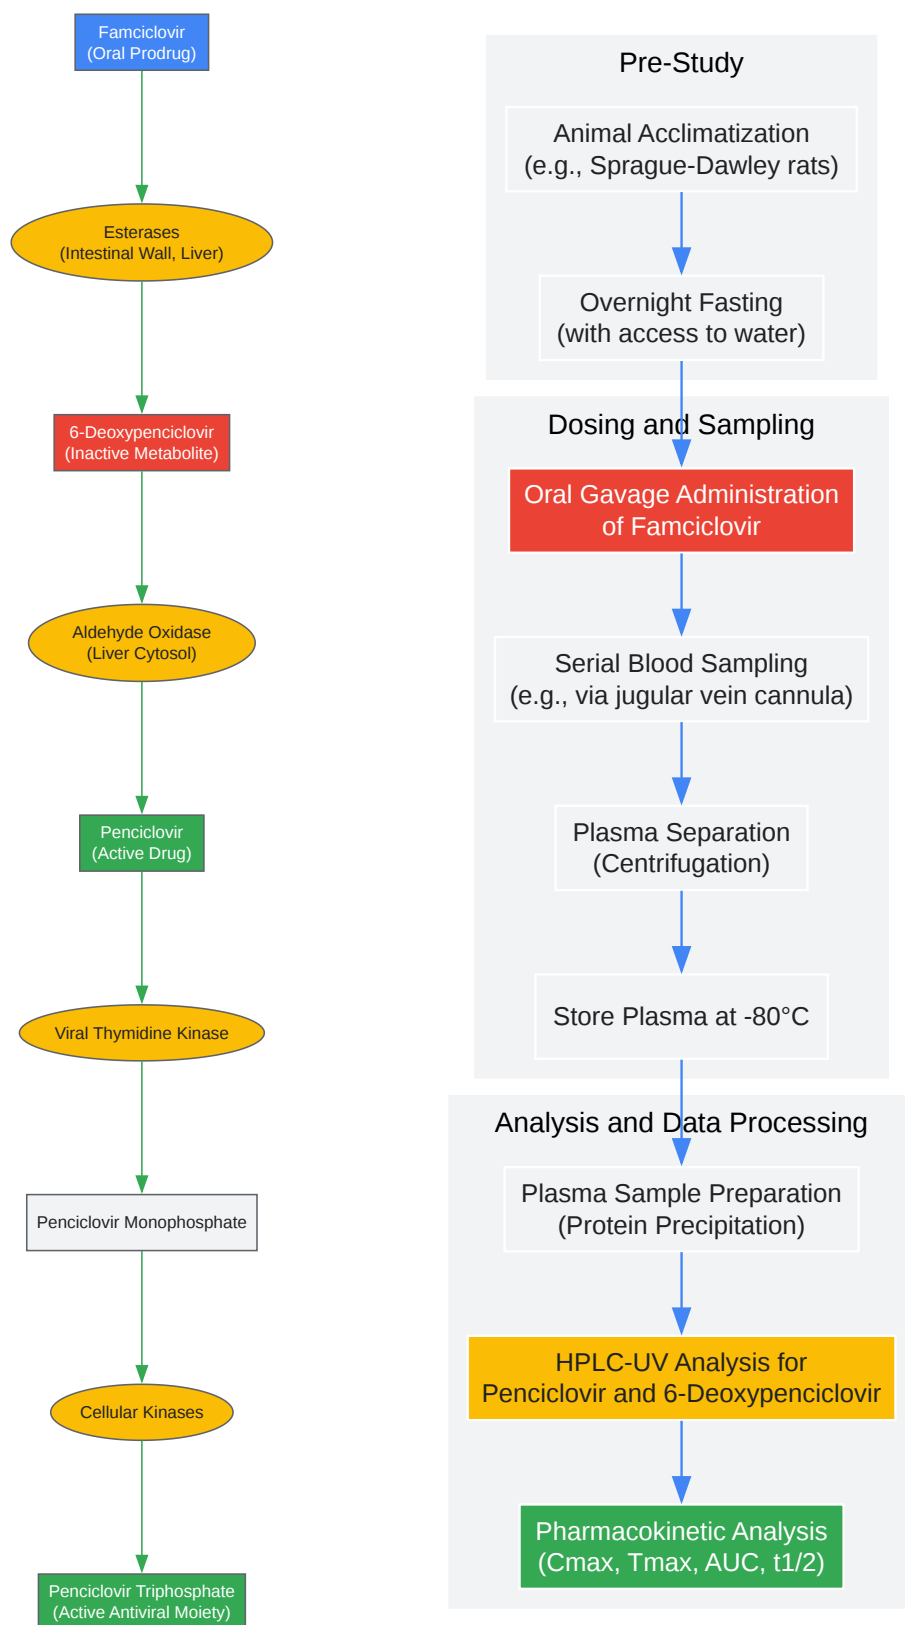 Famciclovir
(Oral Prodrug)
Esterases
(Intestinal Wall, Liver)
6-Deoxypenciclovir
(Inactive Metabolite)
Aldehyde Oxidase
(Liver Cytosol)
Penciclovir
(Active Drug)
Viral Thymidine Kinase
Penciclovir Monophosphate
Cellular Kinases
Penciclovir Triphosphate
(Active Antiviral Moiety)
Pre-Study
Animal Acclimatization
(e.g., Sprague-Dawley rats)
Overnight Fasting
(with access to water)
Dosing and Sampling
Oral Gavage Administration
of Famciclovir
Serial Blood Sampling
(e.g., via jugular vein cannula)
Plasma Separation
(Centrifugation)
Store Plasma at -80°C
Analysis and Data Processing
Plasma Sample Preparation
(Protein Precipitation)
HPLC-UV Analysis for
Penciclovir and 6-Deoxypenciclovir
Pharmacokinetic Analysis
(Cmax, Tmax, AUC, t1/2)